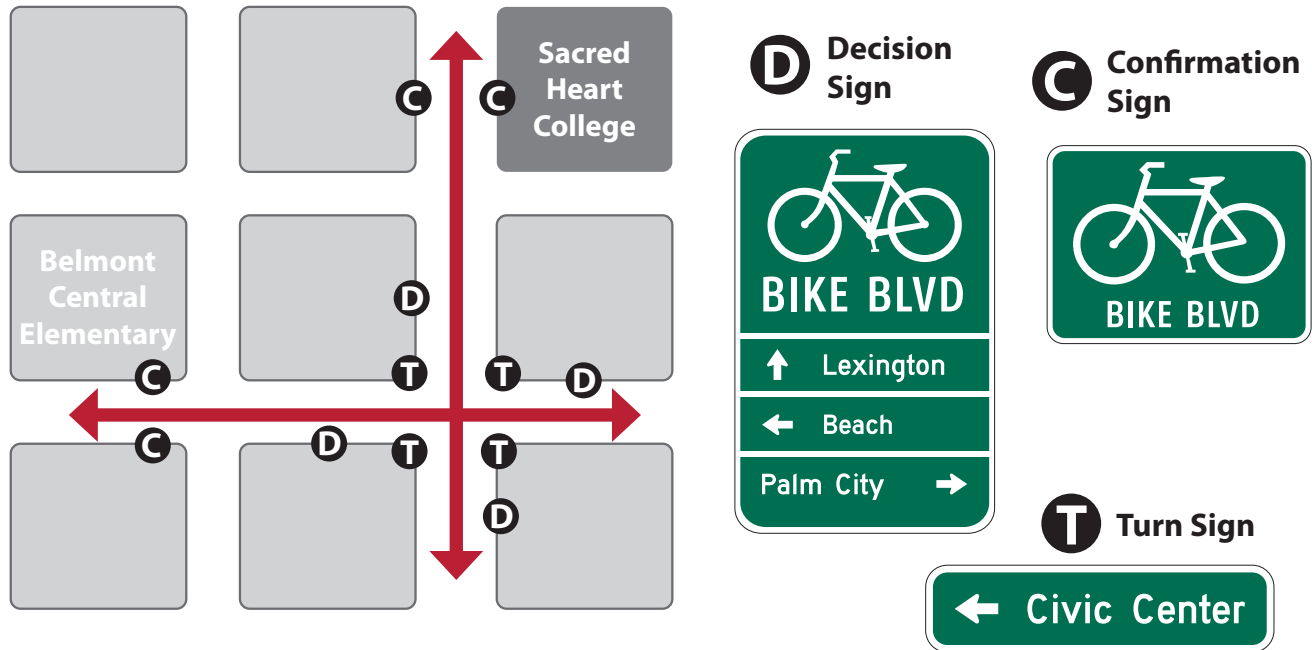 Sacred
Heart
College
C
C
Belmont
Central
Elementary
D
T
T
D
C
C
D
T
T
D
D
Decision
Sign
BIKE BLVD
Lexington
Beach
Palm City
C
Confirmation
Sign
BIKE BLVD
T
Turn Sign
Civic Center